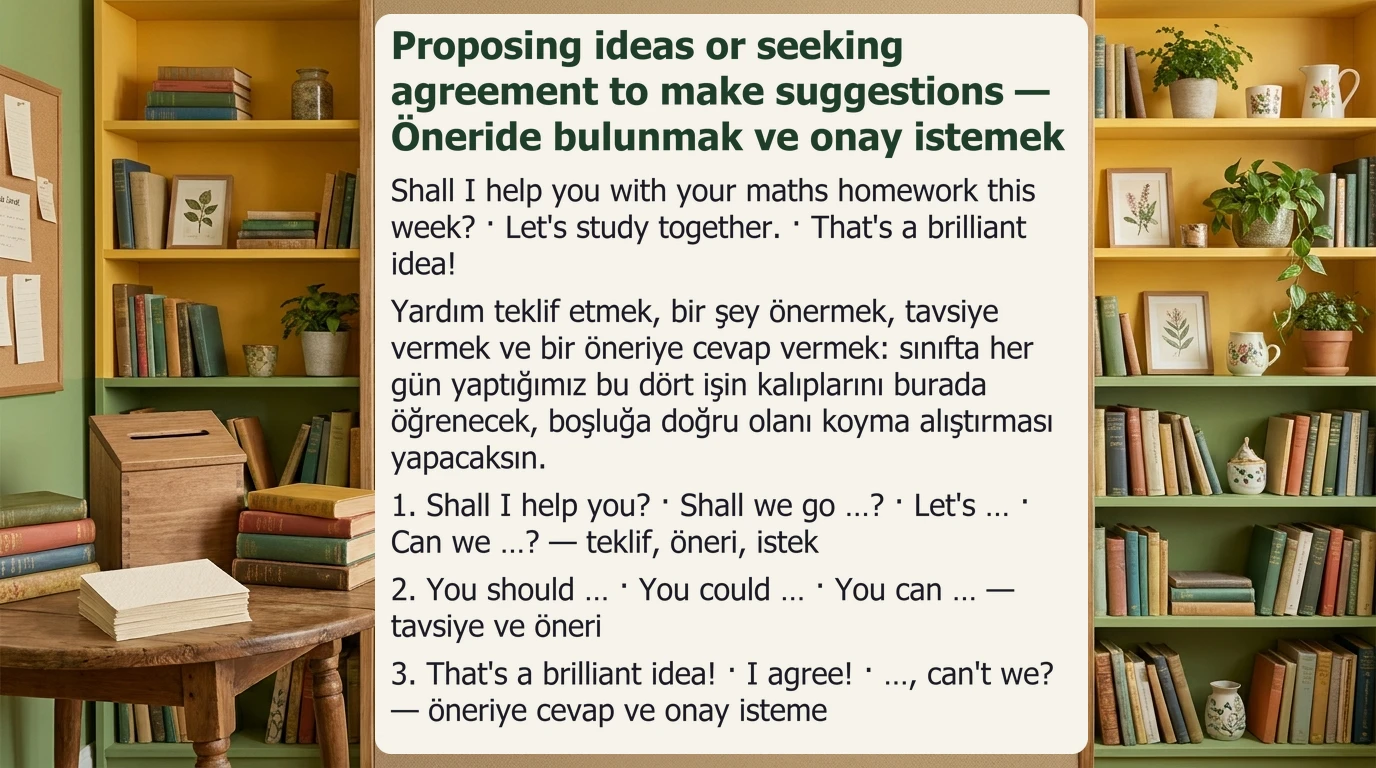 Proposing ideas or seeking
agreement to make suggestions —
Öneride bulunmak ve onay istemek
Shall I help you with your maths homework this
week? · Let's study together. · That's a brilliant
idea!
Yardım teklif etmek, bir şey önermek, tavsiye
vermek ve bir öneriye cevap vermek: sınıfta her
gün yaptığımız bu dört işin kalıplarını burada
öğrenecek, boşluğa doğru olanı koyma alıştırması
yapacaksın.
1. Shall I help you? · Shall we go …? · Let's … ·
Can we …? — teklif, öneri, istek
2. You should … · You could … · You can … —
tavsiye ve öneri
3. That's a brilliant idea! · I agree! · …, can't we?
— öneriye cevap ve onay isteme